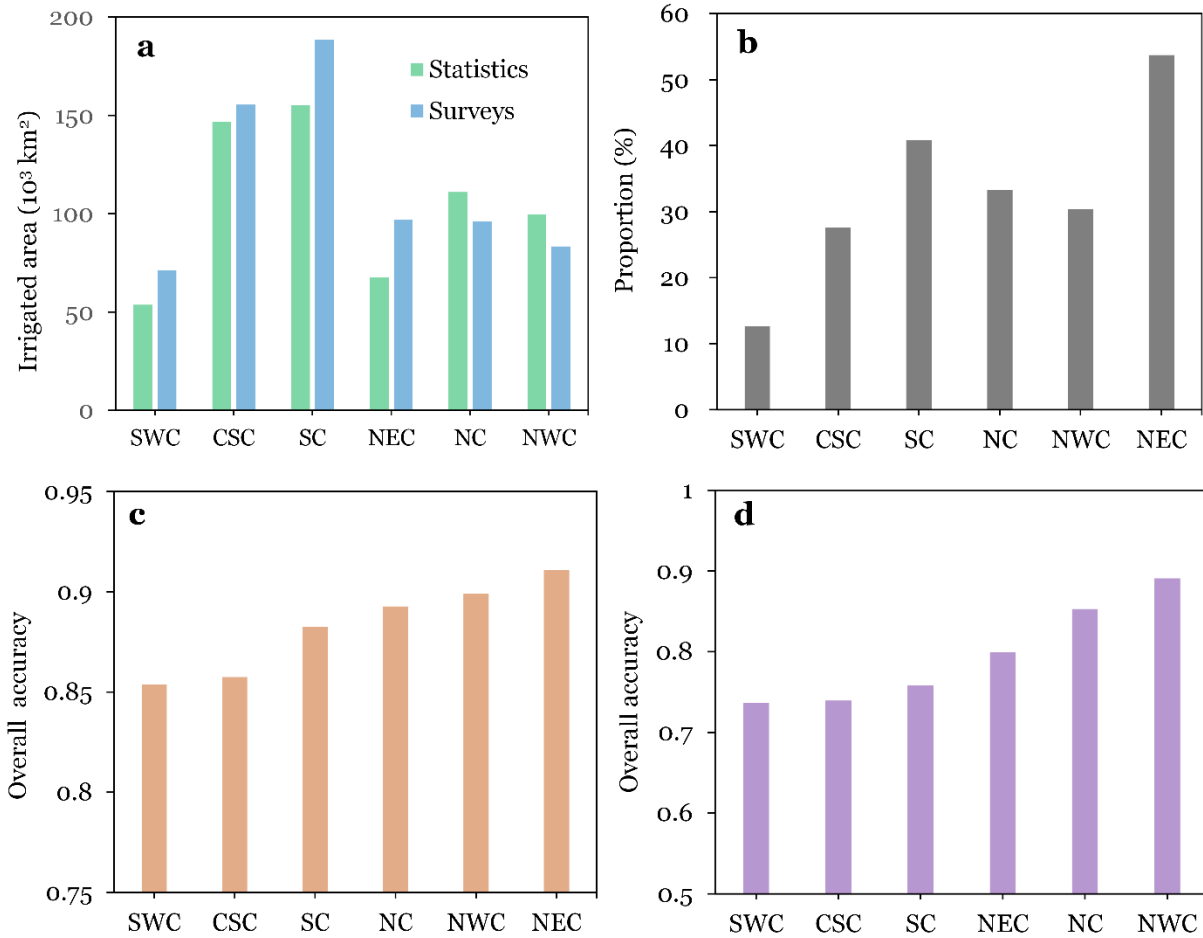 a
Statistics
Surveys
Irrigated area (10³ km²)
200
150
100
50
0
SWC CSC SC NEC NC NWC
b
Proportion (%)
60
50
40
30
20
10
0
SWC CSC SC NC NWC NEC
c
Overall accuracy
0.95
0.9
0.85
0.8
0.75
SWC CSC SC NC NWC NEC
d
Overall accuracy
1
0.9
0.8
0.7
0.6
0.5
SWC CSC SC NEC NC NWC